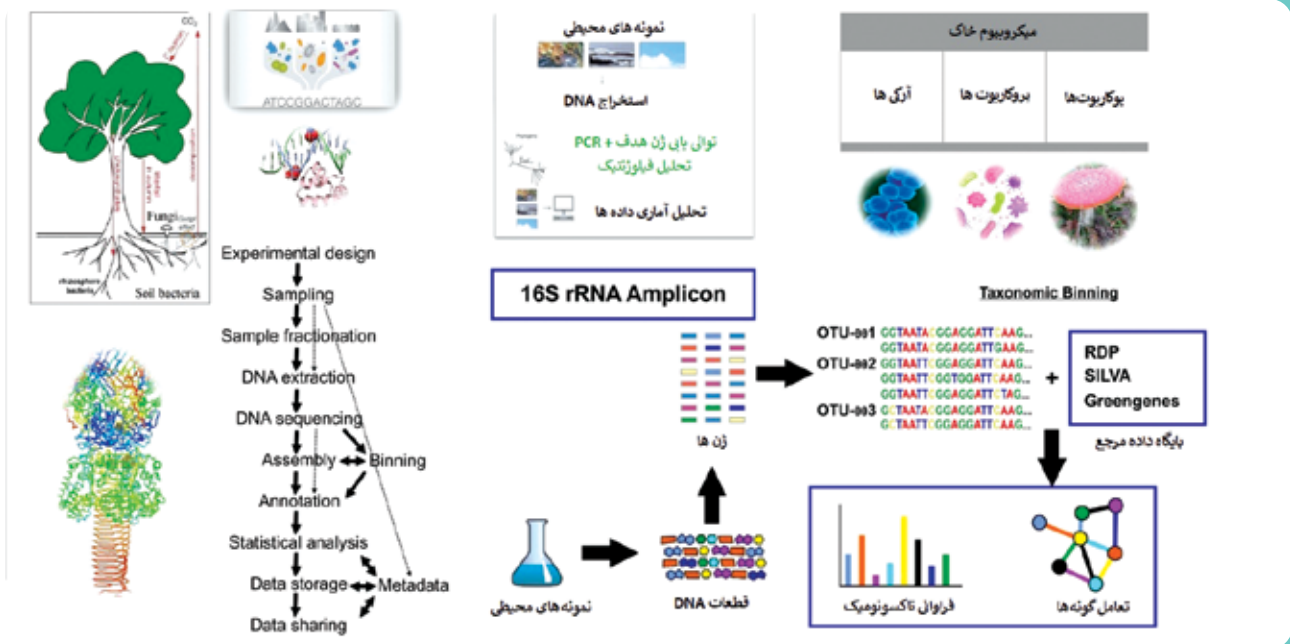 CO₂
Fungi
rhizosphere bacteria
Soil bacteria
ATCCGGACTAGC
Experimental design
Sampling
Sample fractionation
DNA extraction
DNA sequencing
Assembly
Binning
Annotation
Statistical analysis
Data storage
Metadata
Data sharing
نمونه های محیطی
استخراج DNA
توالی یابی ژن هدف + PCR
تحلیل فیلوژنتیک
تحلیل آماری داده ها
میکروبیوم خاک
یوکاریوت‌ها
پروکاریوت ها
آرکی ها
16S rRNA Amplicon
ژن ها
نمونه های محیطی
قطعات DNA
Taxonomic Binning
OTU-001 GGTAATACGGAGGATTCAAG...
GGTAATACGGAGGATTGAAG...
OTU-002 GGTAATTCGGAGGATTCAAG...
GGTAATTCGGTGGATTCAAG...
GGTAATTCGGAGGATTCTAG...
OTU-003 GCTAATACGGAGGATTCAAG...
GCTAATTCGGAGGATTCAAG...
+
RDP
SILVA
Greengenes
پایگاه داده مرجع
فراوانی تاکسونومیک
تعامل گونه‌ها